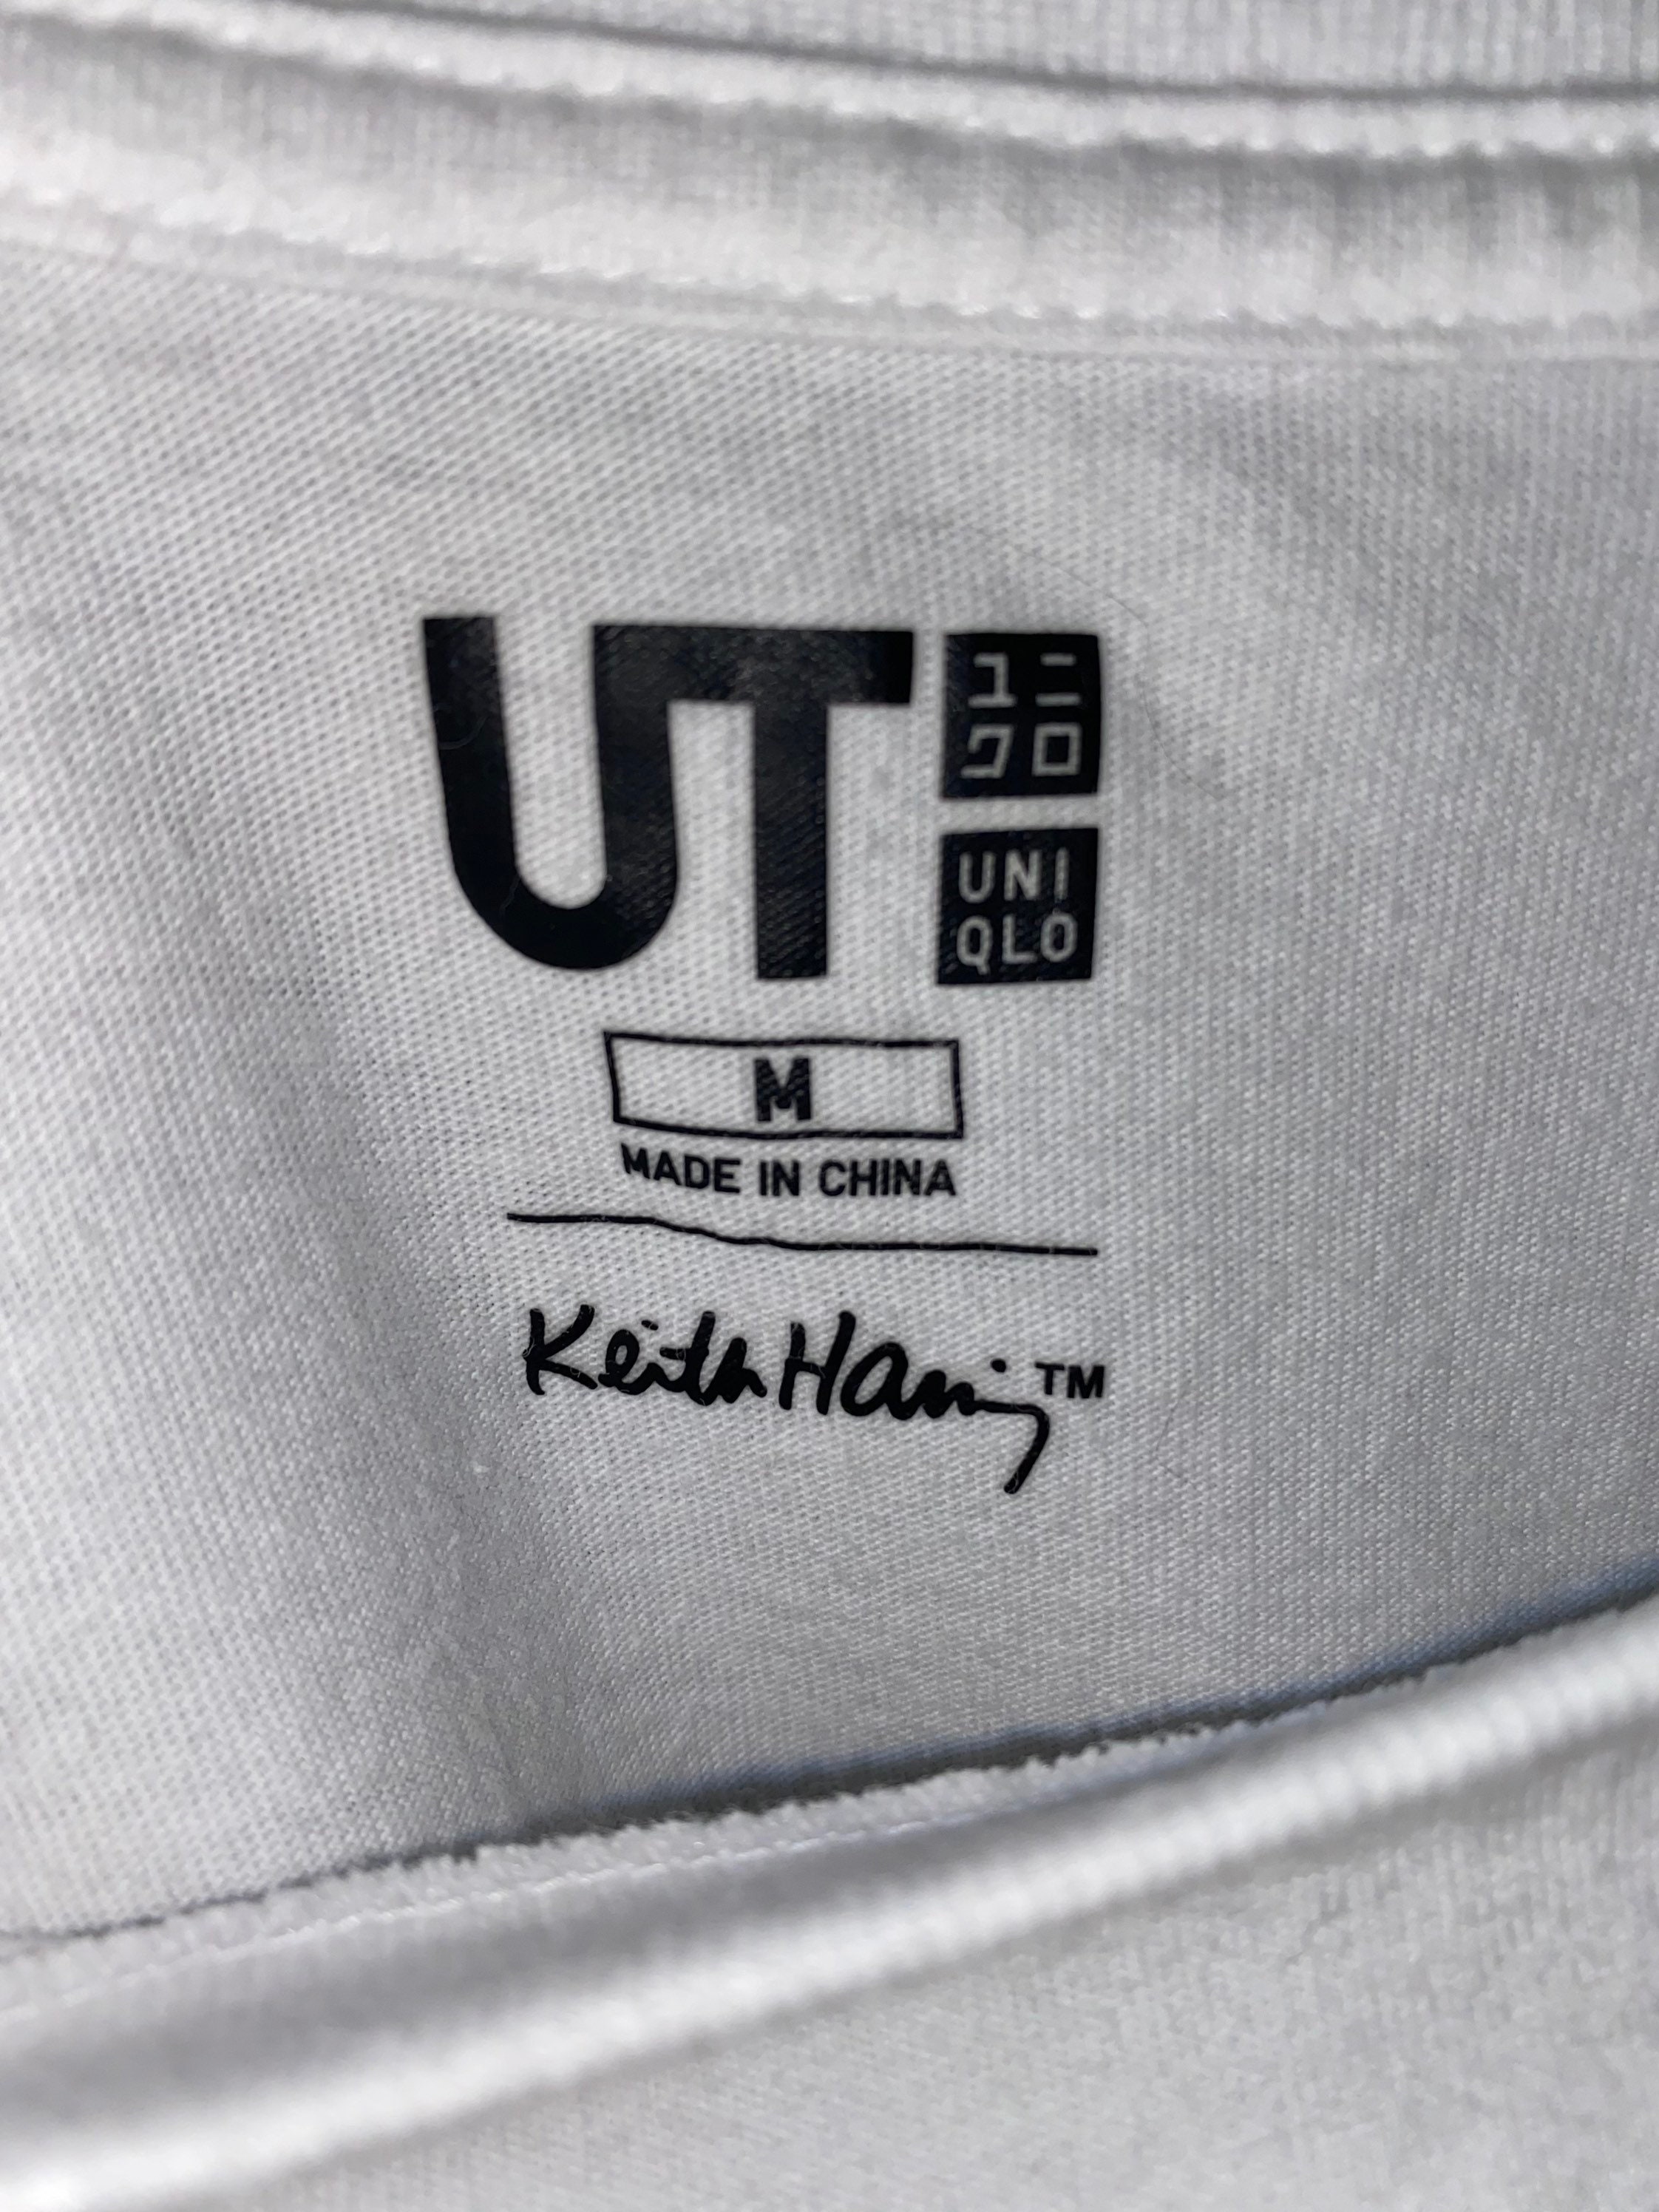 UT
ユニ
クロ
UNI
QLO
M
MADE IN CHINA
Keith Haring™